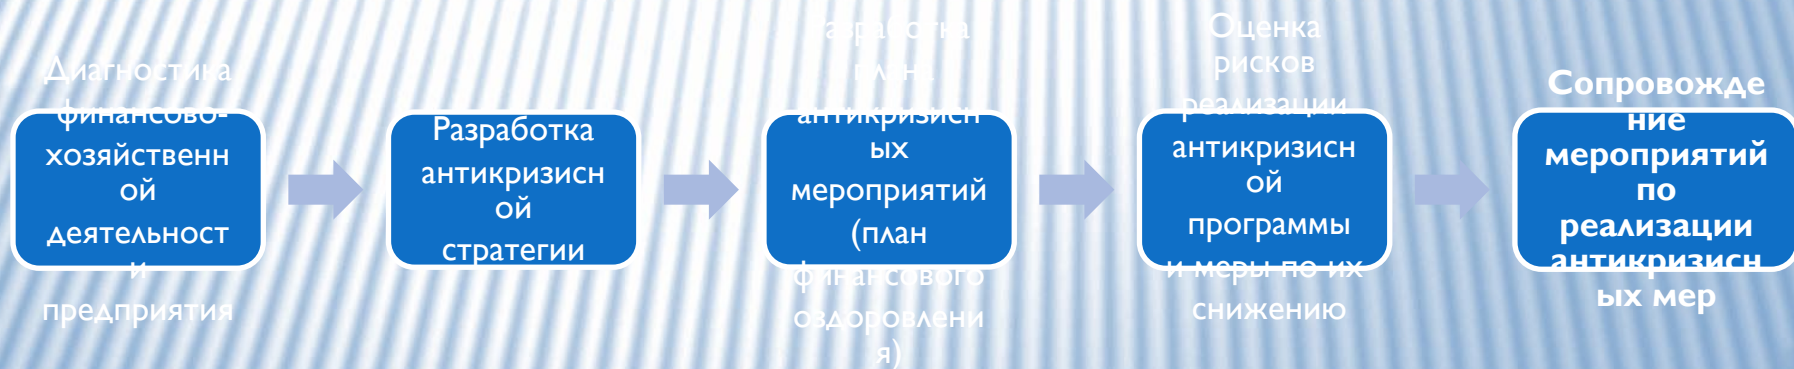 Диагностика
финансово-
хозяйственн
ой
деятельност
и
предприятия
Разработка
антикризисн
ой
стратегии
Разработка
плана
антикризисн
ых
мероприятий
(план
финансового
оздоровлени
я)
Оценка
рисков
реализации
антикризисн
ой
программы
и меры по их
снижению
Сопровожде
ние
мероприятий
по
реализации
антикризисн
ых мер